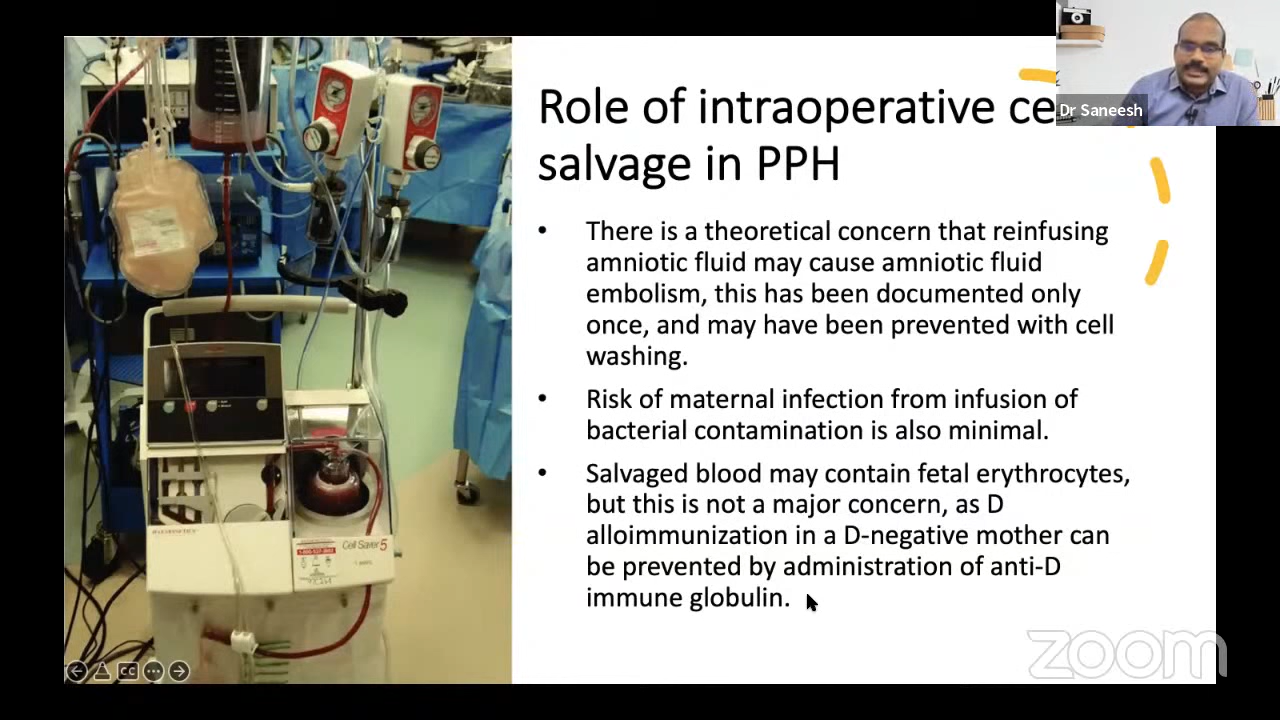 Role of intraoperative ce
salvage in PPH
Dr Saneesh
• There is a theoretical concern that reinfusing
amniotic fluid may cause amniotic fluid
embolism, this has been documented only
once, and may have been prevented with cell
washing.
• Risk of maternal infection from infusion of
bacterial contamination is also minimal.
• Salvaged blood may contain fetal erythrocytes,
but this is not a major concern, as D
alloimmunization in a D-negative mother can
be prevented by administration of anti-D
immune globulin.
Cell Saver 5
CC
zoom